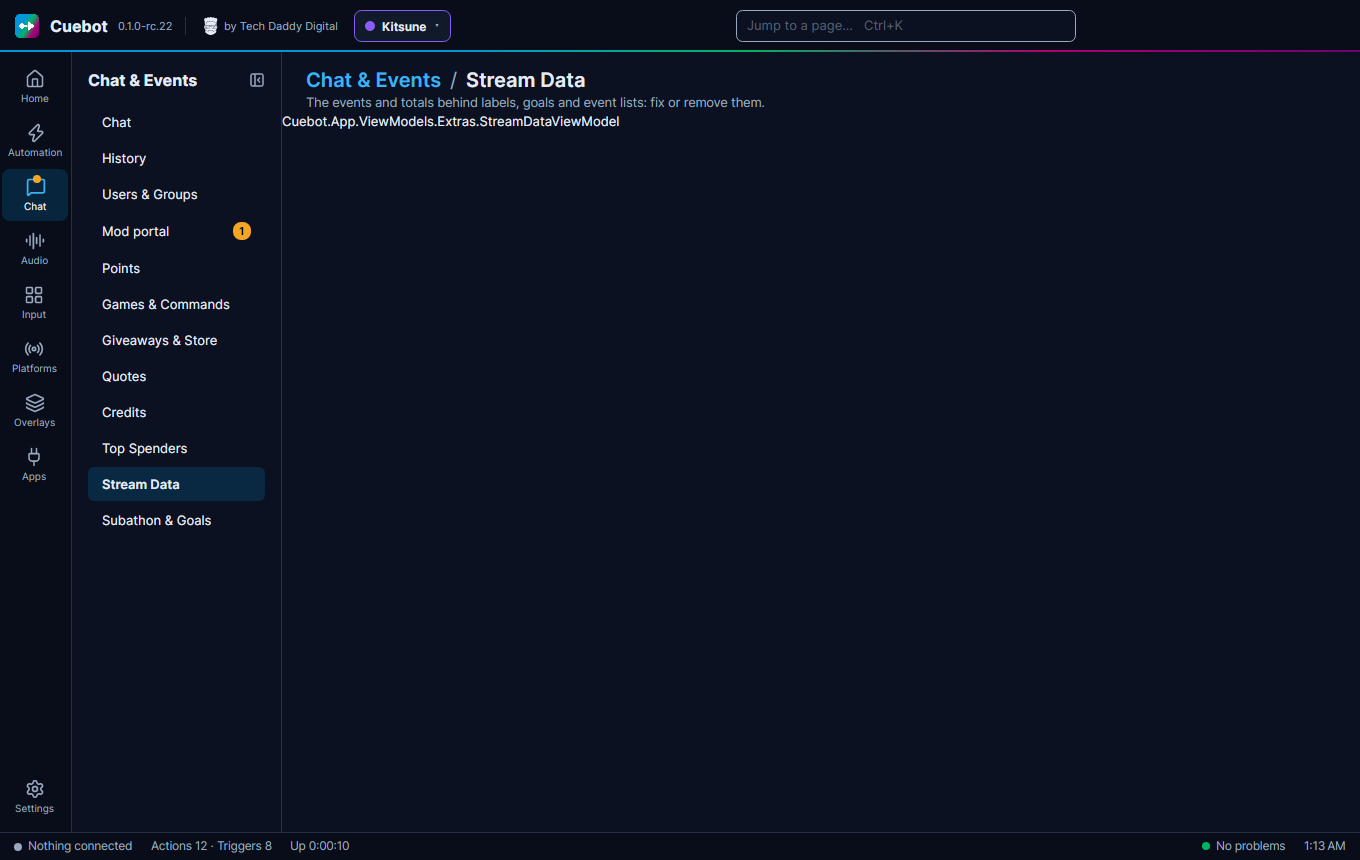 Cuebot 0.1.0-rc.22 by Tech Daddy Digital Kitsune Jump to a page... Ctrl+K
Home
Automation
Chat
Audio
Input
Platforms
Overlays
Apps
Settings
Chat & Events
Chat
History
Users & Groups
Mod portal 1
Points
Games & Commands
Giveaways & Store
Quotes
Credits
Top Spenders
Stream Data
Subathon & Goals
Chat & Events / Stream Data
The events and totals behind labels, goals and event lists: fix or remove them.
Cuebot.App.ViewModels.Extras.StreamDataViewModel
Nothing connected Actions 12 · Triggers 8 Up 0:00:10 No problems 1:13 AM